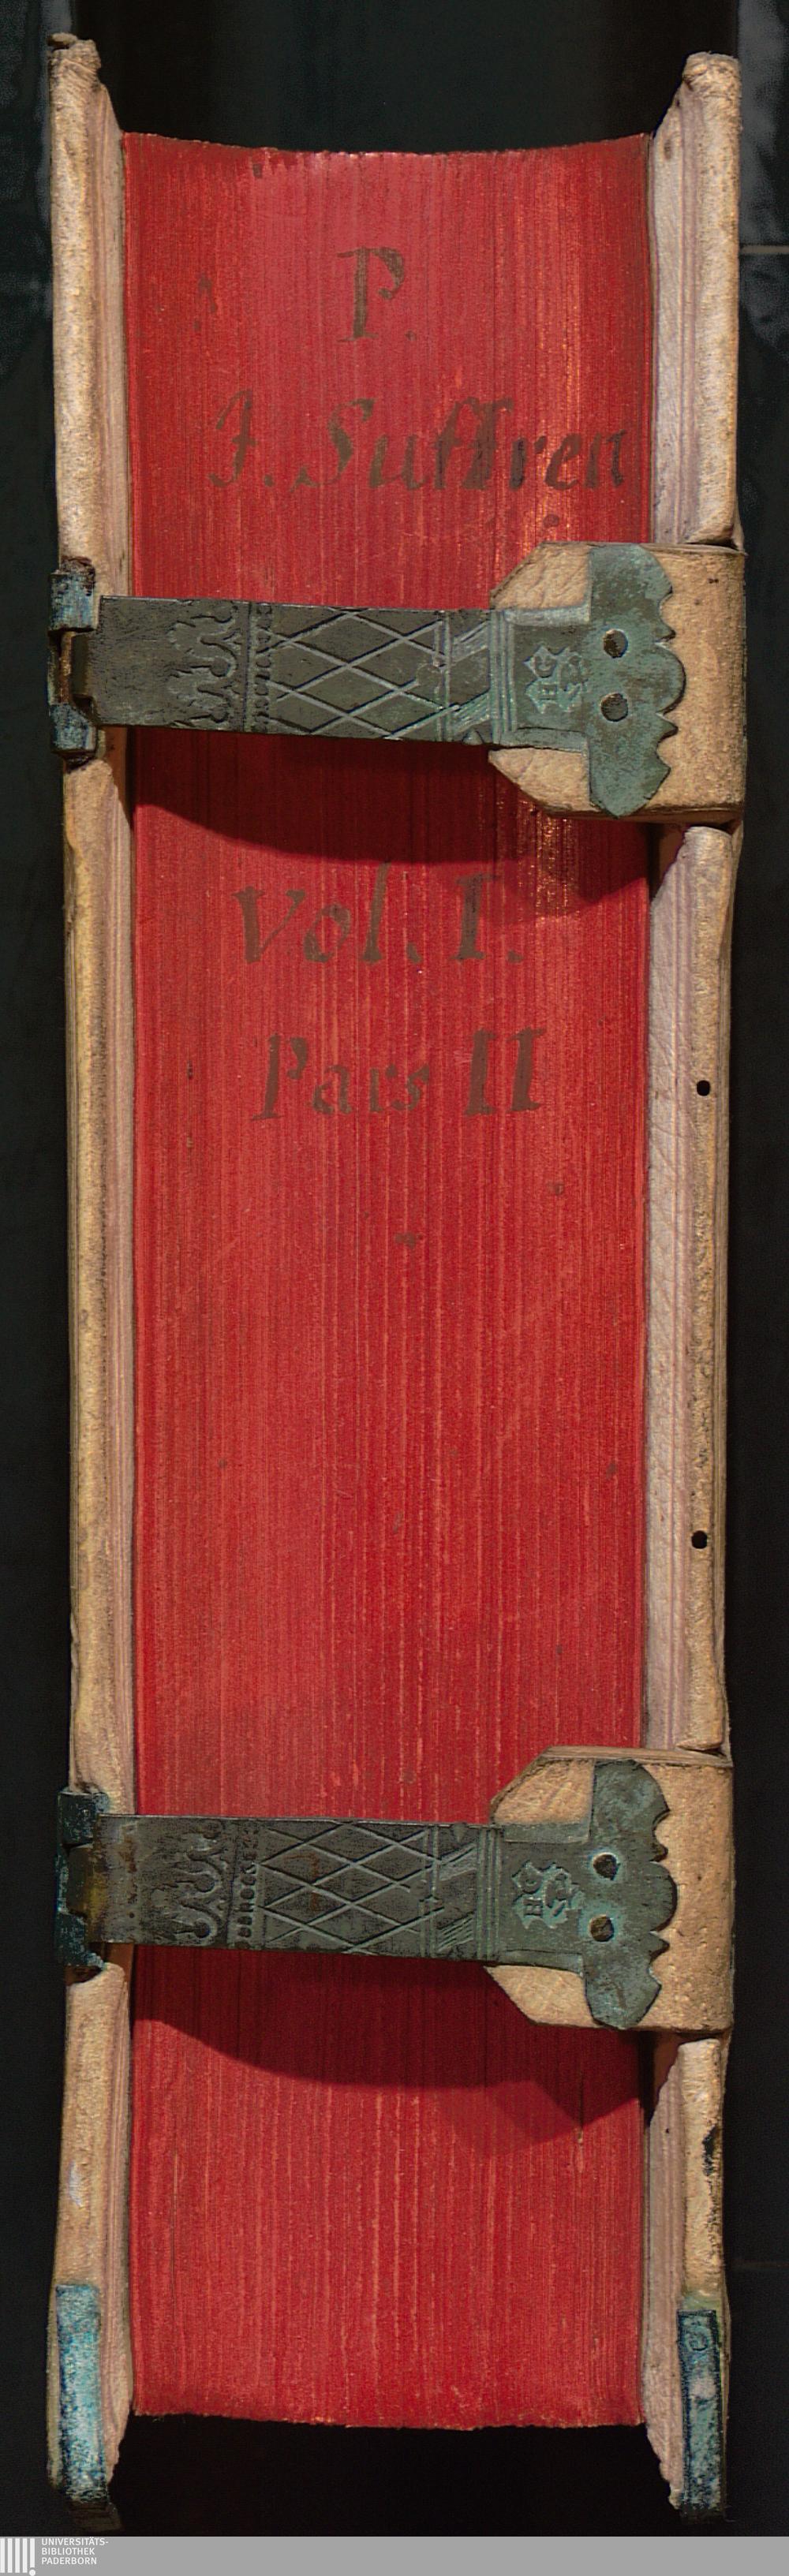 P.
J. Suffren
Vol. I.
Pars II
UNIVERSITÄTS-
BIBLIOTHEK
PADERBORN